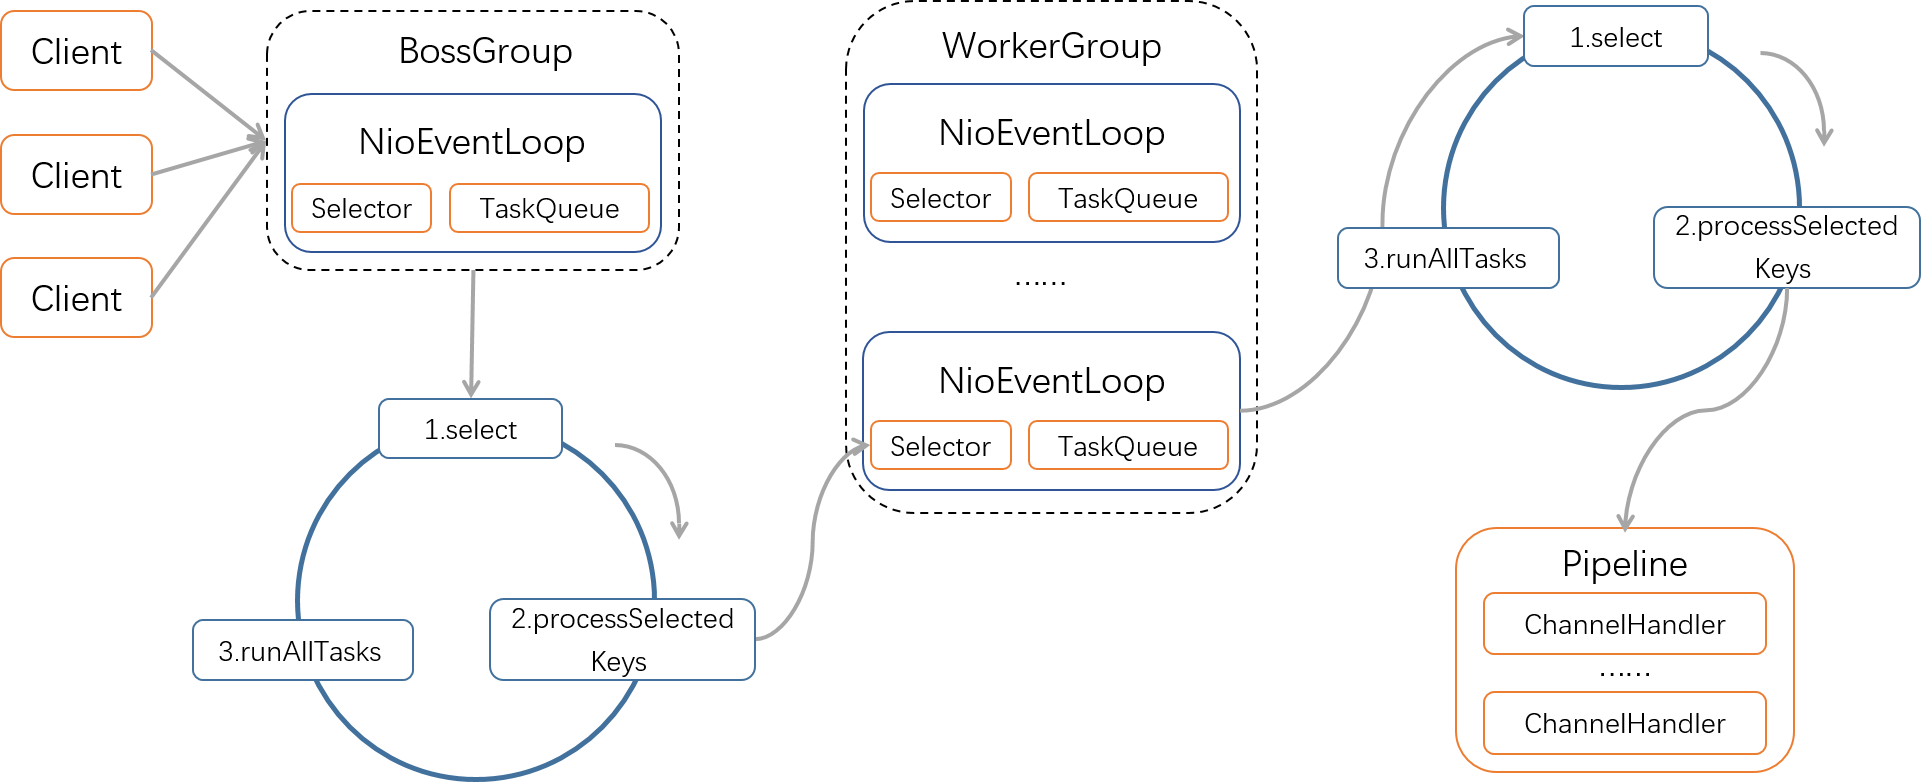 Client
Client
Client
BossGroup
NioEventLoop
Selector
TaskQueue
1.select
2.processSelected
Keys
3.runAllTasks
WorkerGroup
NioEventLoop
Selector
TaskQueue
......
NioEventLoop
Selector
TaskQueue
1.select
2.processSelected
Keys
3.runAllTasks
Pipeline
ChannelHandler
......
ChannelHandler